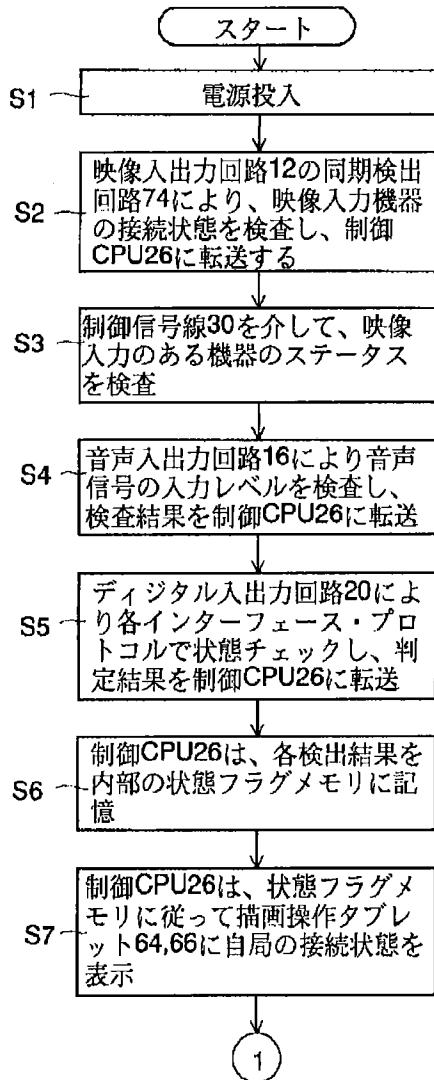 スタート
S1
電源投入
S2
映像入出力回路12の同期検出
回路74により、映像入力機器
の接続状態を検査し、制御
CPU26に転送する
S3
制御信号線30を介して、映像
入力のある機器のステータス
を検査
S4
音声入出力回路16により音声
信号の入力レベルを検査し、
検査結果を制御CPU26に転送
S5
ディジタル入出力回路20によ
り各インターフェース・プロ
トコルで状態チェックし、判
定結果を制御CPU26に転送
S6
制御CPU26は、各検出結果を
内部の状態フラグメモリに記
憶
S7
制御CPU26は、状態フラグメ
モリに従って描画操作タブレ
ット64,66に自局の接続状態を
表示
1